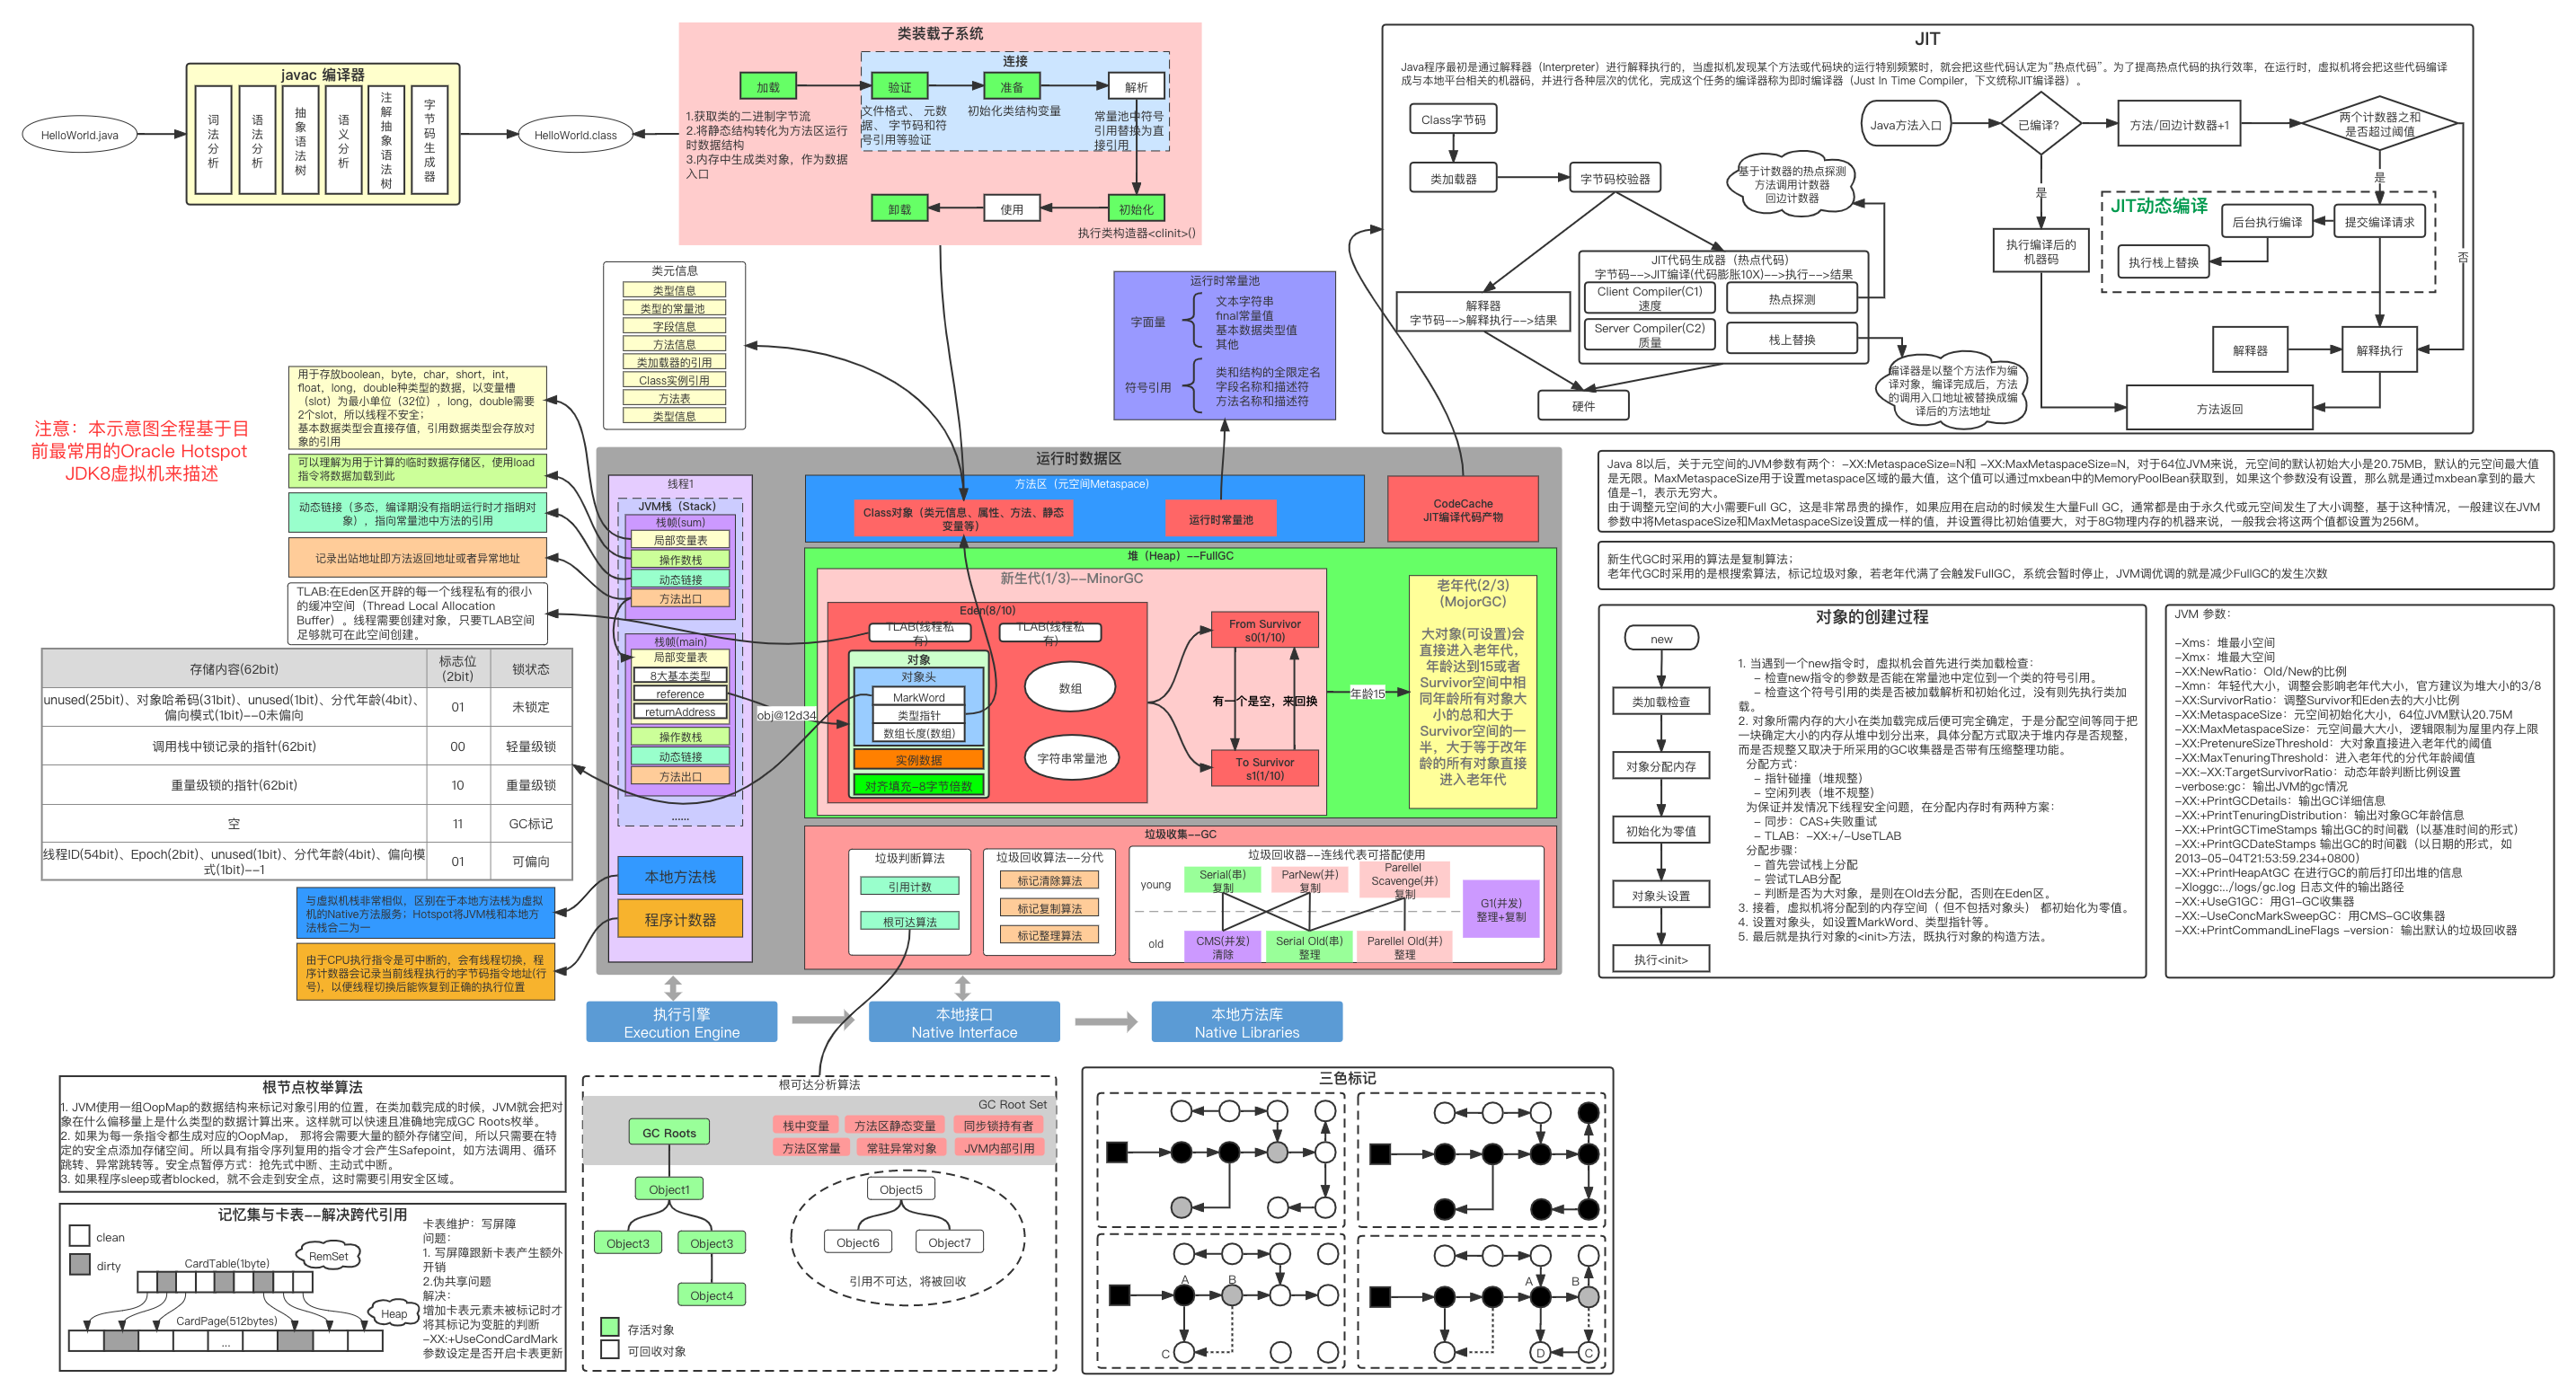 javac 编译器
HelloWorld.java
词法分析
语法分析
抽象语法树
语义分析
注解抽象语法树
字节码生成器
HelloWorld.class
类装载子系统
连接
加载
验证
准备
解析
1.获取类的二进制字节流
2.将静态结构转化为方法区运行
时数据结构
3.内存中生成类对象，作为数据
入口
文件格式、元数
据、字节码和符
号引用等验证
初始化类结构变量
常量池中符号
引用替换为直
接引用
卸载
使用
初始化
执行类构造器<clinit>()
JIT
Java程序最初是通过解释器（Interpreter）进行解释执行的，当虚拟机发现某个方法或代码块的运行特别频繁时，就会把这些代码认定为“热点代码”。为了提高热点代码的执行效率，在运行时，虚拟机将会把这些代码编译
成与本地平台相关的机器码，并进行各种层次的优化，完成这个任务的编译器称为即时编译器（Just In Time Compiler，下文统称JIT编译器）。
Class字节码
类加载器
字节码校验器
基于计数器的热点探测
方法调用计数器
回边计数器
JIT代码生成器（热点代码）
字节码-->JIT编译(代码膨胀10X)-->执行-->结果
Client Compiler(C1)
速度
热点探测
Server Compiler(C2)
质量
栈上替换
解释器
字节码-->解释执行-->结果
硬件
编译器是以整个方法作为编
译对象，编译完成后，方法
的调用入口地址被替换成编
译后的方法地址
Java方法入口
已编译?
方法/回边计数器+1
两个计数器之和
是否超过阈值
是
是
否
JIT动态编译
后台执行编译
提交编译请求
执行栈上替换
执行编译后的
机器码
解释器
解释执行
方法返回
类元信息
类型信息
类型的常量池
字段信息
方法信息
类加载器的引用
Class实例引用
方法表
类型信息
运行时常量池
字面量
文本字符串
final常量值
基本数据类型值
其他
符号引用
类和结构的全限定名
字段名称和描述符
方法名称和描述符
注意：本示意图全程基于目
前最常用的Oracle Hotspot
JDK8虚拟机来描述
用于存放boolean，byte，char，short，int，
float，long，double种类型的数据，以变量槽
（slot）为最小单位（32位），long，double需要
2个slot，所以线程不安全；
基本数据类型会直接存值，引用数据类型会存放对
象的引用
可以理解为用于计算的临时数据存储区，使用load
指令将数据加载到此
动态链接（多态，编译期没有指明运行时才指明对
象），指向常量池中方法的引用
记录出站地址即方法返回地址或者异常地址
TLAB:在Eden区开辟的每一个线程私有的很小
的缓冲空间（Thread Local Allocation
Buffer）。线程需要创建对象，只要TLAB空间
足够就可在此空间创建。
存储内容(62bit)
标志位
(2bit)
锁状态
unused(25bit)、对象哈希码(31bit)、unused(1bit)、分代年龄(4bit)、
偏向模式(1bit)--0未偏向
01
未锁定
调用栈中锁记录的指针(62bit)
00
轻量级锁
重量级锁的指针(62bit)
10
重量级锁
空
11
GC标记
线程ID(54bit)、Epoch(2bit)、unused(1bit)、分代年龄(4bit)、偏向模
式(1bit)--1
01
可偏向
与虚拟机栈非常相似，区别在于本地方法栈为虚拟
机的Native方法服务；Hotspot将JVM栈和本地方
法栈合二为一
由于CPU执行指令是可中断的，会有线程切换，程
序计数器会记录当前线程执行的字节码指令地址(行
号)，以便线程切换后能恢复到正确的执行位置
运行时数据区
线程1
JVM栈（Stack）
栈帧(sum)
局部变量表
操作数栈
动态链接
方法出口
栈帧(main)
局部变量表
8大基本类型
reference
returnAddress
操作数栈
动态链接
方法出口
......
本地方法栈
程序计数器
方法区（元空间Metaspace）
Class对象（类元信息、属性、方法、静态
变量等）
运行时常量池
CodeCache
JIT编译代码产物
堆（Heap）--FullGC
新生代(1/3)--MinorGC
Eden(8/10)
TLAB(线程私
有)
TLAB(线程私
有)
对象
对象头
MarkWord
类型指针
数组长度(数组)
实例数据
对齐填充-8字节倍数
obj@12d34
数组
字符串常量池
From Survivor
s0(1/10)
有一个是空，来回换
To Survivor
s1(1/10)
年龄15
老年代(2/3)
(MojorGC)
大对象(可设置)会
直接进入老年代，
年龄达到15或者
Survivor空间中相
同年龄所有对象大
小的总和大于
Survivor空间的一
半，大于等于改年
龄的所有对象直接
进入老年代
垃圾收集--GC
垃圾判断算法
引用计数
根可达算法
垃圾回收算法--分代
标记清除算法
标记复制算法
标记整理算法
垃圾回收器--连线代表可搭配使用
young
Serial(串)
复制
ParNew(并)
复制
Parellel
Scavenge(并)
复制
G1(并发)
整理+复制
old
CMS(并发)
清除
Serial Old(串)
整理
Parellel Old(并)
整理
执行引擎
Execution Engine
本地接口
Native Interface
本地方法库
Native Libraries
Java 8以后，关于元空间的JVM参数有两个：-XX:MetaspaceSize=N和 -XX:MaxMetaspaceSize=N，对于64位JVM来说，元空间的默认初始大小是20.75MB，默认的元空间最大值
是无限。MaxMetaspaceSize用于设置metaspace区域的最大值，这个值可以通过mxbean中的MemoryPoolBean获取到，如果这个参数没有设置，那么就是通过mxbean拿到的最大
值是-1，表示无穷大。
由于调整元空间的大小需要Full GC，这是非常昂贵的操作，如果应用在启动的时候发生大量Full GC，通常都是由于永久代或元空间发生了大小调整，基于这种情况，一般建议在JVM
参数中将MetaspaceSize和MaxMetaspaceSize设置成一样的值，并设置得比初始值要大，对于8G物理内存的机器来说，一般我会将这两个值都设置为256M。
新生代GC时采用的算法是复制算法；
老年代GC时采用的是根搜索算法，标记垃圾对象，若老年代满了会触发FullGC，系统会暂时停止，JVM调优调的就是减少FullGC的发生次数
对象的创建过程
new
类加载检查
对象分配内存
初始化为零值
对象头设置
执行<init>
1. 当遇到一个new指令时，虚拟机会首先进行类加载检查：
- 检查new指令的参数是否能在常量池中定位到一个类的符号引用。
- 检查这个符号引用的类是否被加载解析和初始化过，没有则先执行类加
载。
2. 对象所需内存的大小在类加载完成后便可完全确定，于是分配空间等同于把
一块确定大小的内存从堆中划分出来，具体分配方式取决于堆内存是否规整，
而是否规整又取决于所采用的GC收集器是否带有压缩整理功能。
分配方式：
- 指针碰撞（堆规整）
- 空闲列表（堆不规整）
为保证并发情况下线程安全问题，在分配内存时有两种方案：
- 同步：CAS+失败重试
- TLAB：-XX:+/-UseTLAB
分配步骤：
- 首先尝试栈上分配
- 尝试TLAB分配
- 判断是否为大对象，是则在Old去分配，否则在Eden区。
3. 接着，虚拟机将分配到的内存空间（ 但不包括对象头） 都初始化为零值。
4. 设置对象头，如设置MarkWord、类型指针等。
5. 最后就是执行对象的<init>方法，既执行对象的构造方法。
JVM 参数：
-Xms：堆最小空间
-Xmx：堆最大空间
-XX:NewRatio：Old/New的比例
-Xmn：年轻代大小，调整会影响老年代大小，官方建议为堆大小的3/8
-XX:SurvivorRatio：调整Survivor和Eden去的大小比例
-XX:MetaspaceSize：元空间初始化大小，64位JVM默认20.75M
-XX:MaxMetaspaceSize：元空间最大大小，逻辑限制为屋里内存上限
-XX:PretenureSizeThreshold：大对象直接进入老年代的阈值
-XX:MaxTenuringThreshold：进入老年代的分代年龄阈值
-XX:-XX:TargetSurvivorRatio：动态年龄判断比例设置
-verbose:gc：输出JVM的gc情况
-XX:+PrintGCDetails：输出GC详细信息
-XX:+PrintTenuringDistribution：输出对象GC年龄信息
-XX:+PrintGCTimeStamps 输出GC的时间戳（以基准时间的形式）
-XX:+PrintGCDateStamps 输出GC的时间戳（以日期的形式，如
2013-05-04T21:53:59.234+0800）
-XX:+PrintHeapAtGC 在进行GC的前后打印出堆的信息
-Xloggc:../logs/gc.log 日志文件的输出路径
-XX:+UseG1GC：用G1-GC收集器
-XX:-UseConcMarkSweepGC：用CMS-GC收集器
-XX:+PrintCommandLineFlags -version：输出默认的垃圾回收器
根节点枚举算法
1. JVM使用一组OopMap的数据结构来标记对象引用的位置，在类加载完成的时候，JVM就会把对
象在什么偏移量上是什么类型的数据计算出来。这样就可以快速且准确地完成GC Roots枚举。
2. 如果为每一条指令都生成对应的OopMap， 那将会需要大量的额外存储空间，所以只需要在特
定的安全点添加存储空间。所以具有指令序列复用的指令才会产生Safepoint，如方法调用、循环
跳转、异常跳转等。安全点暂停方式：抢先式中断、主动式中断。
3. 如果程序sleep或者blocked，就不会走到安全点，这时需要引用安全区域。
记忆集与卡表--解决跨代引用
clean
dirty
RemSet
CardTable(1byte)
Heap
CardPage(512bytes)
...
卡表维护：写屏障
问题：
1. 写屏障跟新卡表产生额外
开销
2.伪共享问题
解决：
增加卡表元素未被标记时才
将其标记为变脏的判断
-XX:+UseCondCardMark
参数设定是否开启卡表更新
根可达分析算法
GC Root Set
GC Roots
栈中变量
方法区静态变量
同步锁持有者
方法区常量
常驻异常对象
JVM内部引用
Object1
Object3
Object3
Object4
Object5
Object6
Object7
引用不可达，将被回收
存活对象
可回收对象
三色标记
A
B
C
A
B
D
C